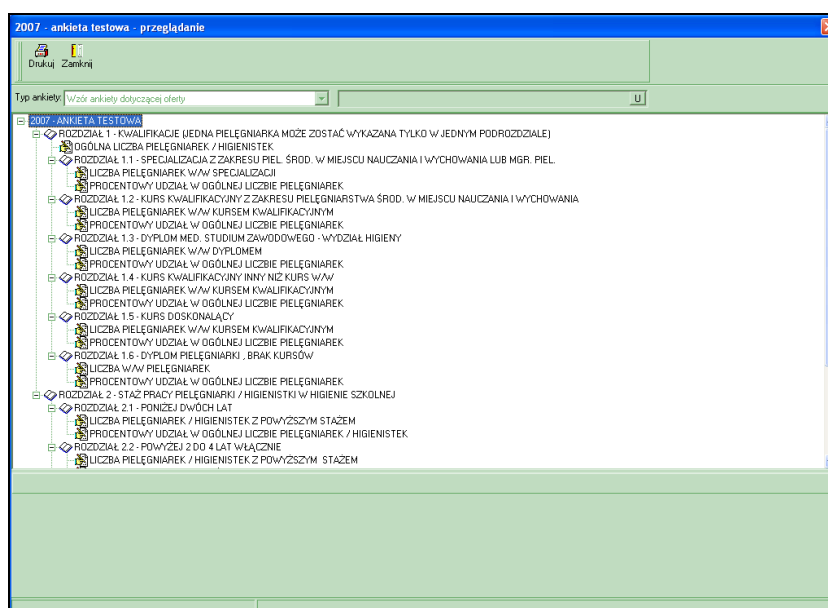 2007 - ankieta testowa - przeglądanie
Drukuj Zamknij
Typ ankiety: Wzór ankiety dotyczącej oferty U
2007 - ANKIETA TESTOWA
ROZDZIAŁ 1 - KWALIFIKACJE (JEDNA PIELĘGNIARKA MOŻE ZOSTAĆ WYKAZANA TYLKO W JEDNYM PODROZDZIALE)
OGÓLNA LICZBA PIELĘGNIAREK / HIGIENISTEK
ROZDZIAŁ 1.1 - SPECJALIZACJA Z ZAKRESU PIEL. ŚROD. W MIEJSCU NAUCZANIA I WYCHOWANIA LUB MGR. PIEL.
LICZBA PIELĘGNIAREK W/W SPECJALIZACJI
PROCENTOWY UDZIAŁ W OGÓLNEJ LICZBIE PIELĘGNIAREK
ROZDZIAŁ 1.2 - KURS KWALIFIKACYJNY Z ZAKRESU PIELĘGNIARSTWA ŚROD. W MIEJSCU NAUCZANIA I WYCHOWANIA
LICZBA PIELĘGNIAREK W/W KURSEM KWALIFIKACYJNYM
PROCENTOWY UDZIAŁ W OGÓLNEJ LICZBIE PIELĘGNIAREK
ROZDZIAŁ 1.3 - DYPLOM MED. STUDIUM ZAWODOWEGO - WYDZIAŁ HIGIENY
LICZBA PIELĘGNIAREK W/W DYPLOMEM
PROCENTOWY UDZIAŁ W OGÓLNEJ LICZBIE PIELĘGNIAREK
ROZDZIAŁ 1.4 - KURS KWALIFIKACYJNY INNY NIŻ KURS W/W
LICZBA PIELĘGNIAREK W/W KURSEM KWALIFIKACYJNYM
PROCENTOWY UDZIAŁ W OGÓLNEJ LICZBIE PIELĘGNIAREK
ROZDZIAŁ 1.5 - KURS DOSKONALĄCY
LICZBA PIELĘGNIAREK W/W KURSEM KWALIFIKACYJNYM
PROCENTOWY UDZIAŁ W OGÓLNEJ LICZBIE PIELĘGNIAREK
ROZDZIAŁ 1.6 - DYPLOM PIELĘGNIARKI , BRAK KURSÓW
LICZBA W/W PIELĘGNIAREK
PROCENTOWY UDZIAŁ W OGÓLNEJ LICZBIE PIELĘGNIAREK
ROZDZIAŁ 2 - STAŻ PRACY PIELĘGNIARKI / HIGIENISTKI W HIGIENIE SZKOLNEJ
ROZDZIAŁ 2.1 - PONIŻEJ DWÓCH LAT
LICZBA PIELĘGNIAREK / HIGIENISTEK Z POWYŻSZYM STAŻEM
PROCENTOWY UDZIAŁ W OGÓLNEJ LICZBIE PIELĘGNIAREK / HIGIENISTEK
ROZDZIAŁ 2.2 - POWYŻEJ 2 DO 4 LAT WŁĄCZNIE
LICZBA PIELĘGNIAREK / HIGIENISTEK Z POWYŻSZYM STAŻEM